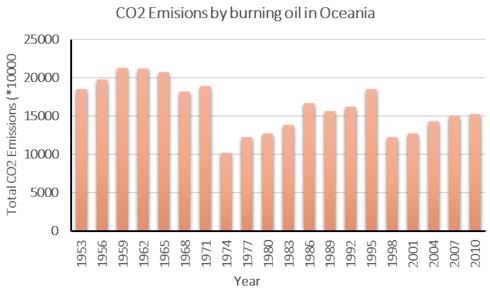 CO2 Emisions by burning oil in Oceania
Total CO2 Emissions (*10000
25000
20000
15000
10000
5000
0
1953 1956 1959 1962 1965 1968 1971 1974 1977 1980 1983 1986 1989 1992 1995 1998 2001 2004 2007 2010
Year